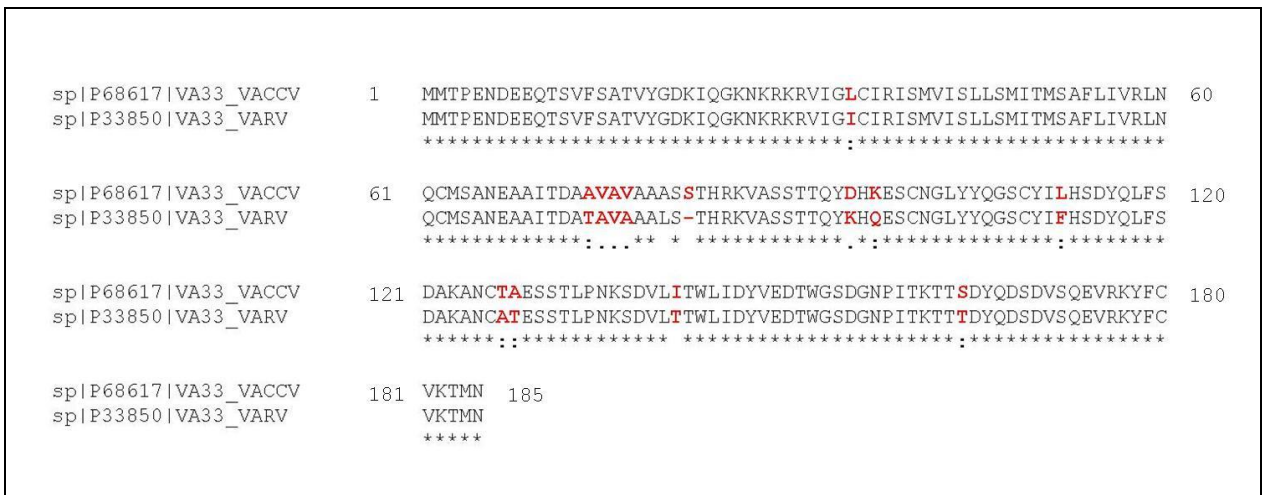 sp|P68617|VA33_VACCV 1 MMTPENDEEQTSVFSATVYGDKIQGKNKRKRVIGLCIRISMVISLLSMITMSAFLIVRLN 60
sp|P33850|VA33_VARV MMTPENDEEQTSVFSATVYGDKIQGKNKRKRVIGICIRISMVISLLSMITMSAFLIVRLN
**********************************:*************************
sp|P68617|VA33_VACCV 61 QCMSANEAAITDAAVAVAAASSTHRKVASSTTQYDHKESCNGLYYQGSCYILHSDYQLFS 120
sp|P33850|VA33_VARV QCMSANEAAITDATAVAAALS-THRKVASSTTQYKHQESCNGLYYQGSCYIFHSDYQLFS
*************:...** * ************.*:**************:********
sp|P68617|VA33_VACCV 121 DAKANCTAESSTLPNKSDVLITWLIDYVEDTWGSDGNPITKTTSDYQDSDVSQEVRKYFC 180
sp|P33850|VA33_VARV DAKANCATESSTLPNKSDVLTTWLIDYVEDTWGSDGNPITKTTTDYQDSDVSQEVRKYFC
******::************ **********************:****************
sp|P68617|VA33_VACCV 181 VKTMN 185
sp|P33850|VA33_VARV VKTMN
*****